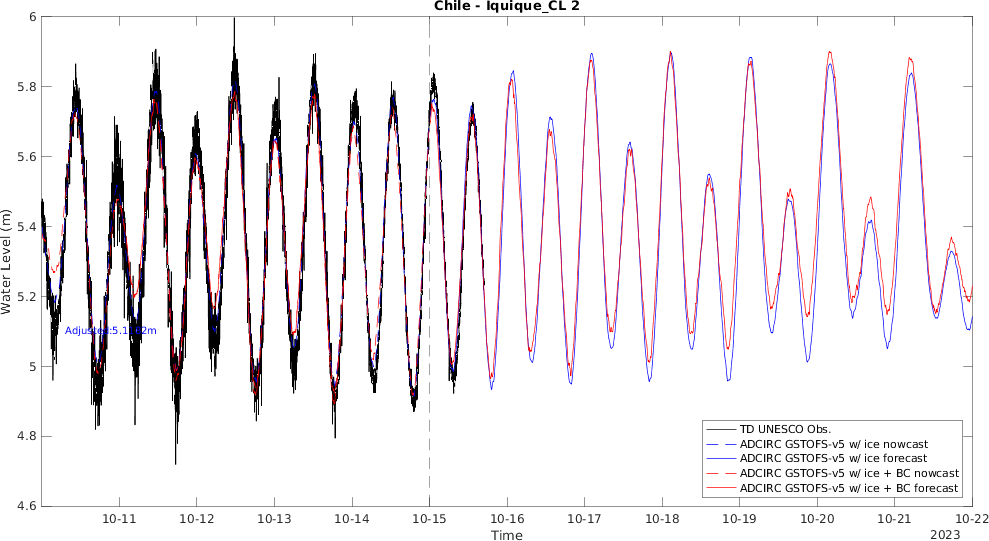 Chile - Iquique_CL 2
6
5.8
5.6
5.4
5.2
5
4.8
4.6
Water Level (m)
10-11
10-12
10-13
10-14
10-15
10-16
10-17
10-18
10-19
10-20
10-21
10-22
Time
2023
TD UNESCO Obs.
ADCIRC GSTOFS-v5 w/ ice nowcast
ADCIRC GSTOFS-v5 w/ ice forecast
ADCIRC GSTOFS-v5 w/ ice + BC nowcast
ADCIRC GSTOFS-v5 w/ ice + BC forecast